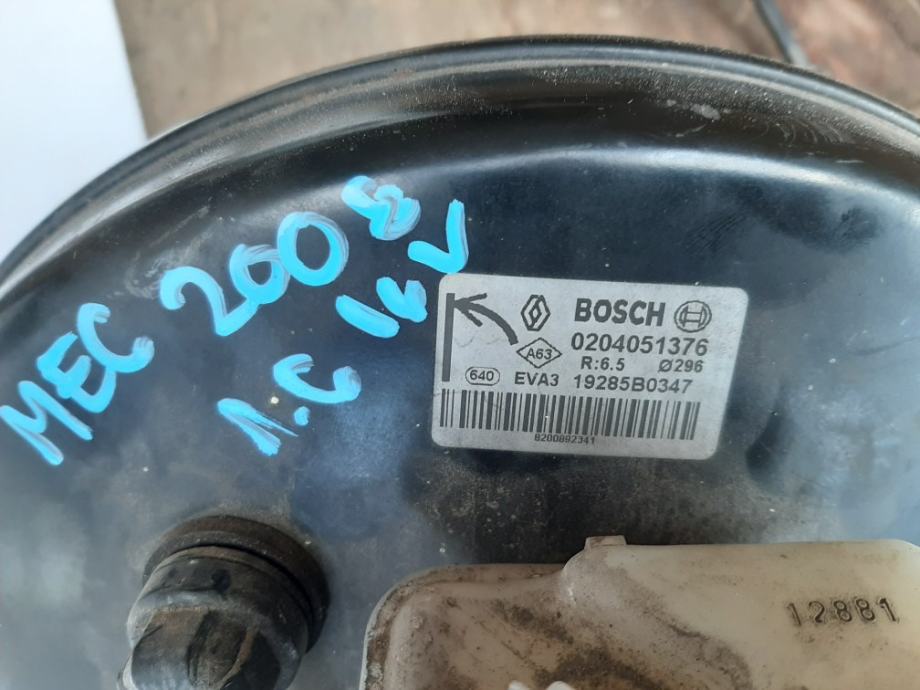 MEC 2008
1.6 16V
BOSCH
0204051376
A63
R:6.5 Ø296
640 EVA3 19285B0347
8200892341
12881